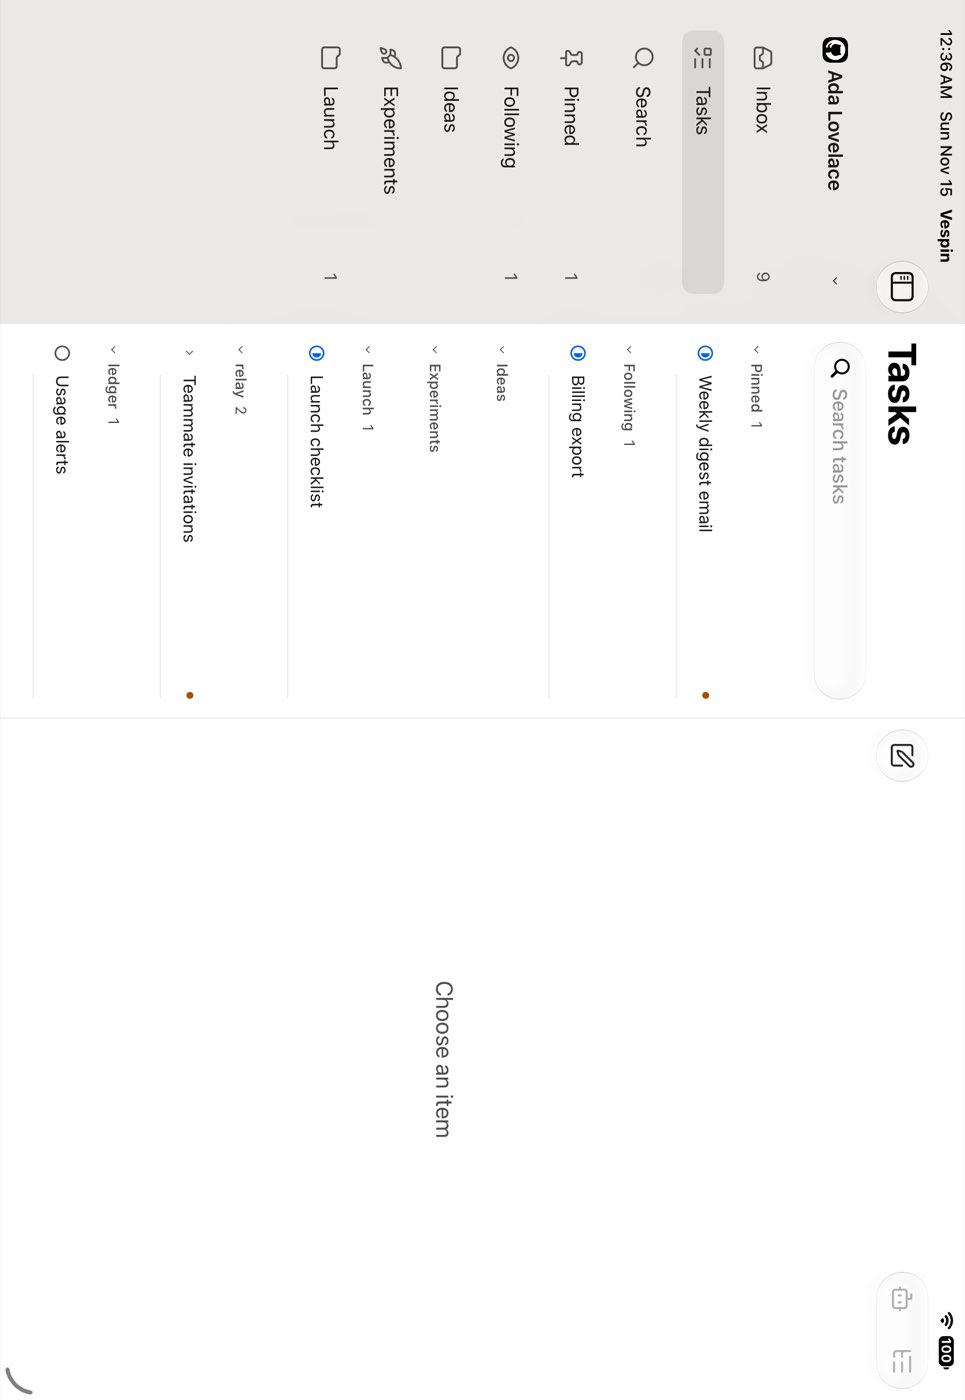 12:36 AM Sun Nov 15 Vespin
100
Ada Lovelace
Inbox 9
Tasks
Search
Pinned 1
Following 1
Ideas
Experiments
Launch 1
Tasks
Search tasks
Pinned 1
Weekly digest email
Following 1
Billing export
Ideas
Experiments
Launch 1
Launch checklist
relay 2
Teammate invitations
ledger 1
Usage alerts
Choose an item